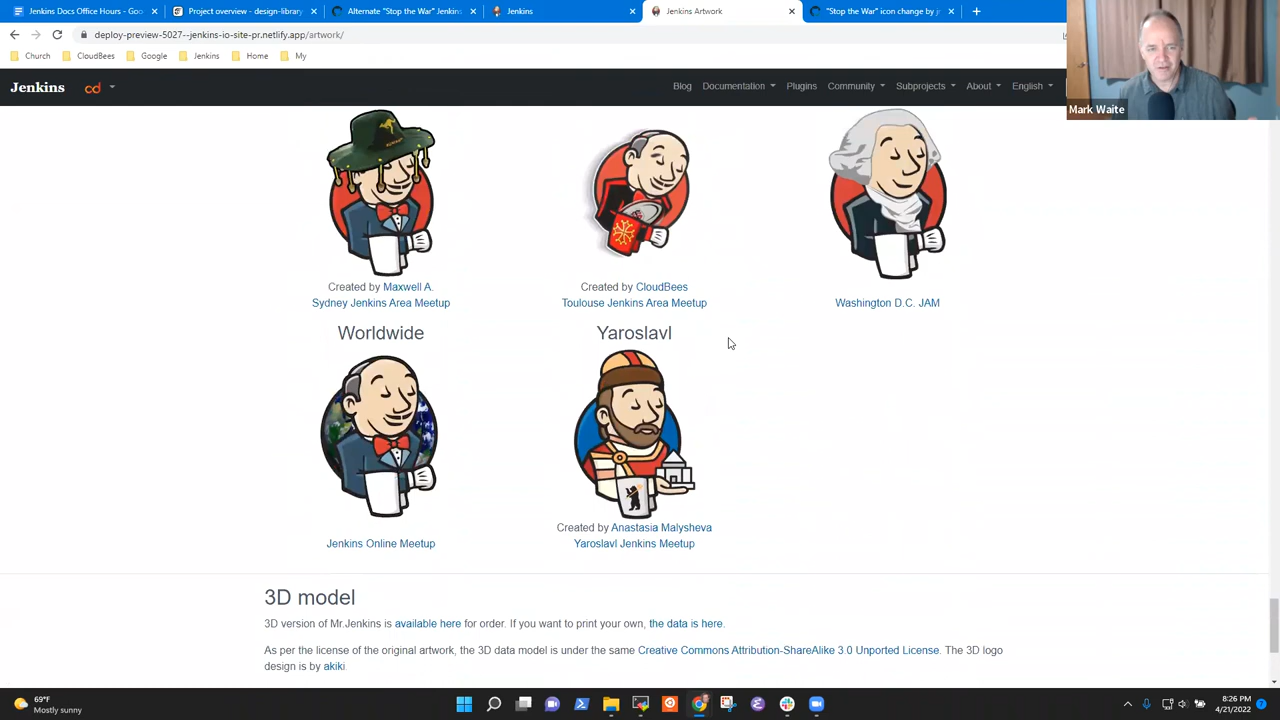 Jenkins Docs Office Hours - Goo
Project overview - design-library
Alternate "Stop the War" Jenkins
Jenkins
Jenkins Artwork
"Stop the War" icon change by j
deploy-preview-5027--jenkins-io-site-pr.netlify.app/artwork/
Church
CloudBees
Google
Jenkins
Home
My
Jenkins
cd
Blog
Documentation
Plugins
Community
Subprojects
About
English
Mark Waite
Created by Maxwell A.
Sydney Jenkins Area Meetup
Created by CloudBees
Toulouse Jenkins Area Meetup
Washington D.C. JAM
Worldwide
Yaroslavl
Jenkins Online Meetup
Created by Anastasia Malysheva
Yaroslavl Jenkins Meetup
3D model
3D version of Mr.Jenkins is available here for order. If you want to print your own, the data is here.
As per the license of the original artwork, the 3D data model is under the same Creative Commons Attribution-ShareAlike 3.0 Unported License. The 3D logo
design is by akiki.
69°F
Mostly sunny
8:26 PM
4/21/2022